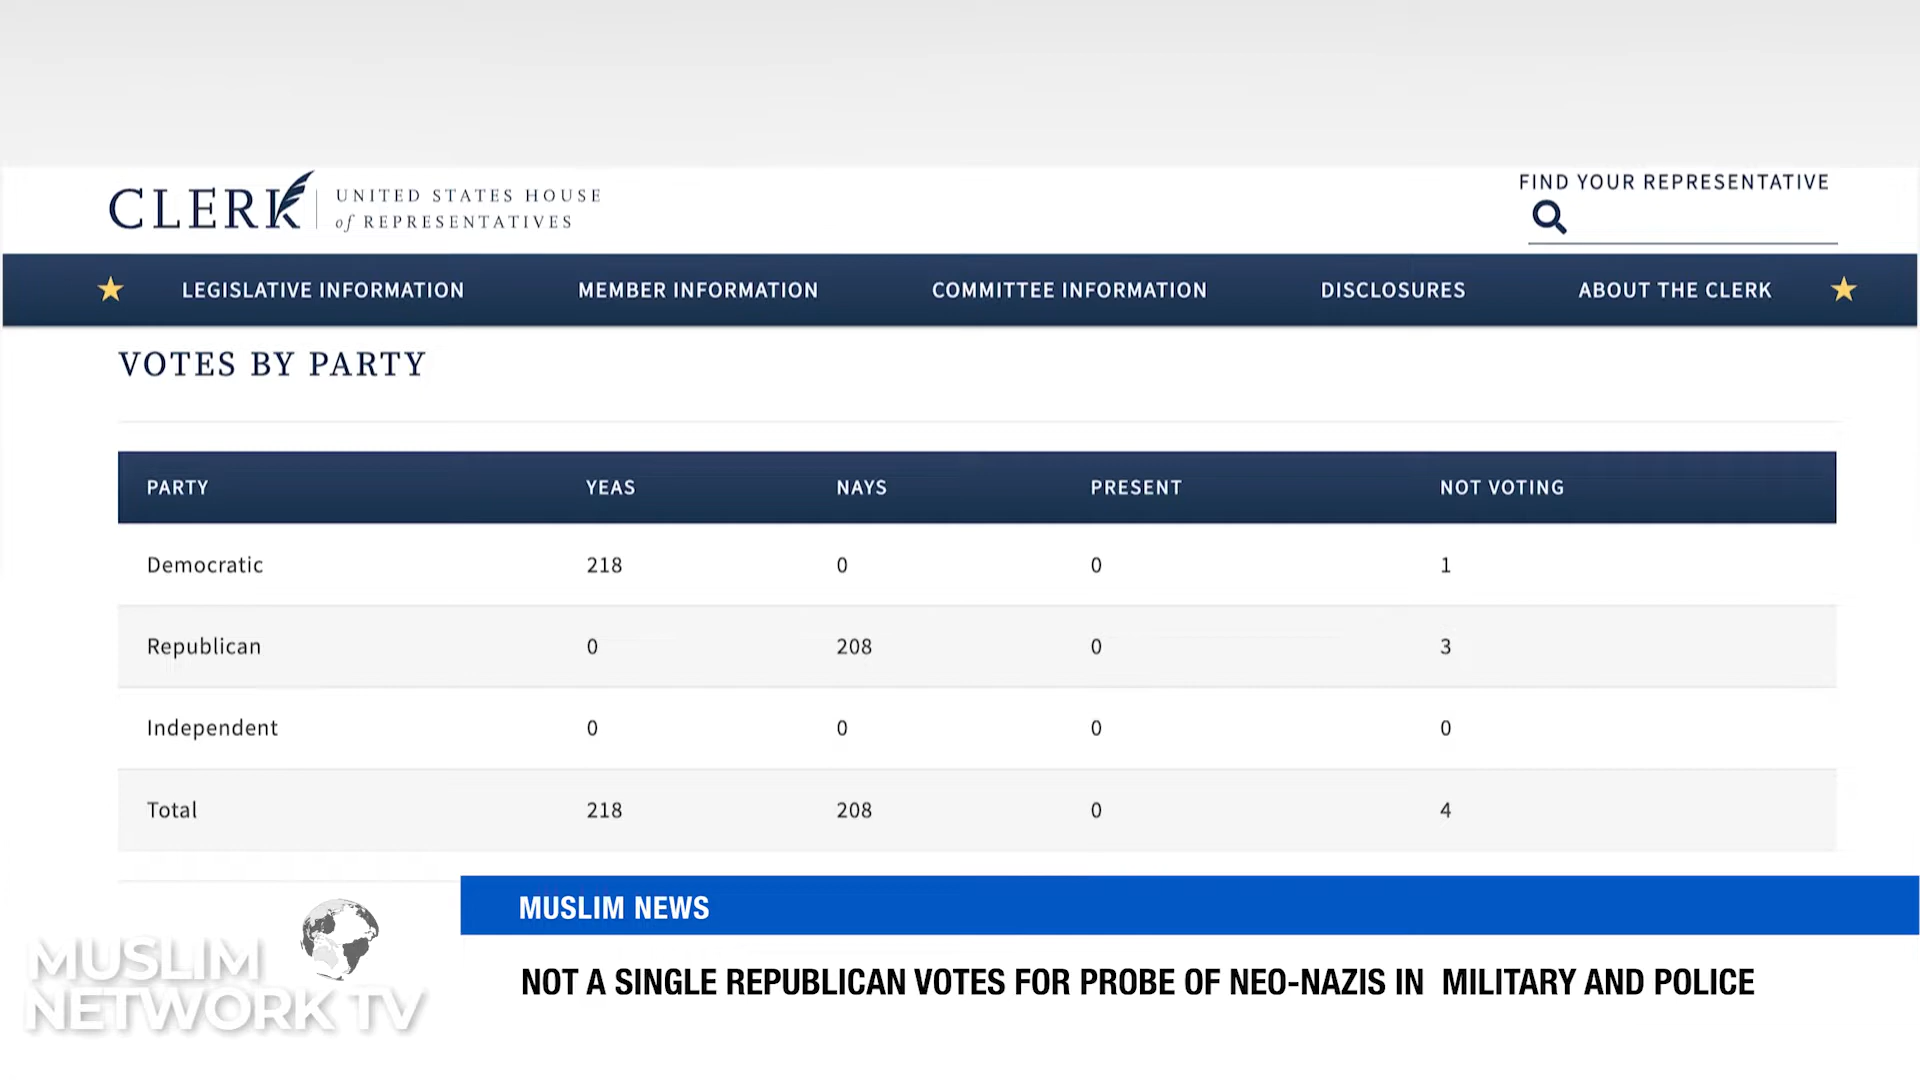 CLERK
UNITED STATES HOUSE
of REPRESENTATIVES
FIND YOUR REPRESENTATIVE
LEGISLATIVE INFORMATION MEMBER INFORMATION COMMITTEE INFORMATION DISCLOSURES ABOUT THE CLERK
VOTES BY PARTY
PARTY YEAS NAYS PRESENT NOT VOTING
Democratic 218 0 0 1
Republican 0 208 0 3
Independent 0 0 0 0
Total 218 208 0 4
MUSLIM NEWS
NOT A SINGLE REPUBLICAN VOTES FOR PROBE OF NEO-NAZIS IN MILITARY AND POLICE
MUSLIM
NETWORK TV